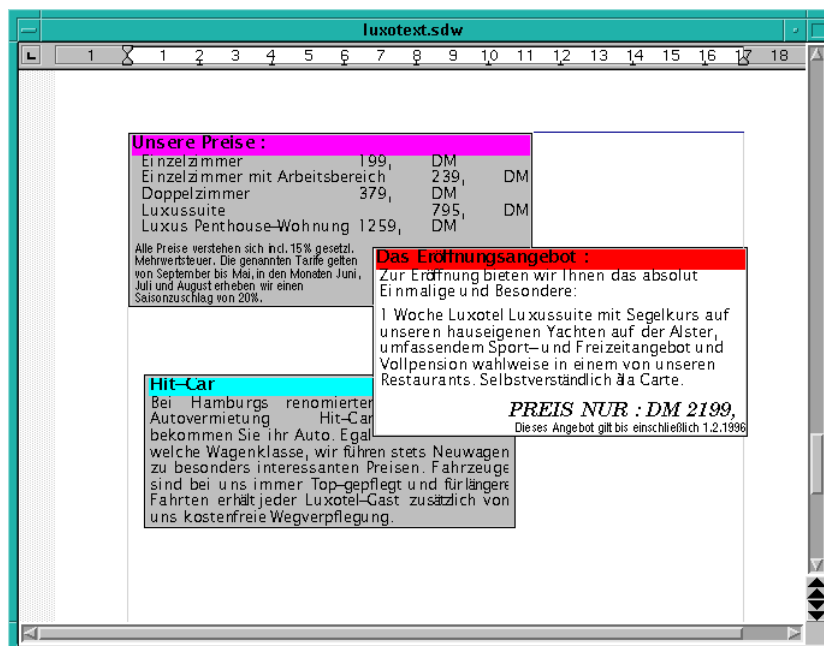 luxotext.sdw
1 1 2 3 4 5 6 7 8 9 10 11 12 13 14 15 16 17 18
Unsere Preise :
Einzelzimmer 199, DM
Einzelzimmer mit Arbeitsbereich 239, DM
Doppelzimmer 379, DM
Luxussuite 795, DM
Luxus Penthouse-Wohnung 1259, DM
Alle Preise verstehen sich incl. 15% gesetzl.
Mehrwertsteuer. Die genannten Tarife gelten
von September bis Mai, in den Monaten Juni,
Juli und August erheben wir einen
Saisonzuschlag von 20%.
Das Eröffnungsangebot :
Zur Eröffnung bieten wir Ihnen das absolut
Einmalige und Besondere:
1 Woche Luxotel Luxussuite mit Segelkurs auf
unseren hauseigenen Yachten auf der Alster,
umfassendem Sport- und Freizeitangebot und
Vollpension wahlweise in einem von unseren
Restaurants. Selbstverständlich àla Carte.
PREIS NUR : DM 2199,
Dieses Angebot gilt bis einschließlich 1.2.1996
Hit-Car
Bei Hamburgs renomierter
Autovermietung Hit-Car
bekommen Sie ihr Auto. Egal
welche Wagenklasse, wir führen stets Neuwagen
zu besonders interessanten Preisen. Fahrzeuge
sind bei uns immer Top-gepflegt und für längere
Fahrten erhält jeder Luxotel-Gast zusätzlich von
uns kostenfreie Wegverpflegung.